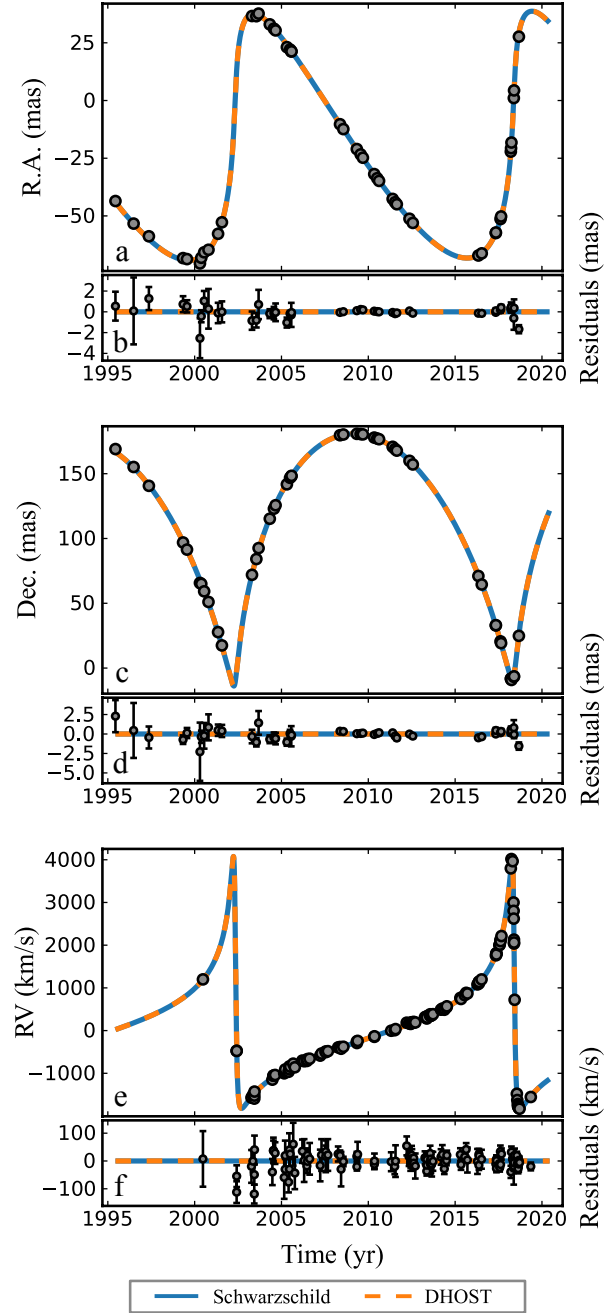 25
0
−25
−50
R.A. (mas)
a
2
0
−2
−4
b
Residuals (mas)
1995 2000 2005 2010 2015 2020
150
100
50
0
Dec. (mas)
c
2.5
0.0
−2.5
−5.0
d
Residuals (mas)
1995 2000 2005 2010 2015 2020
4000
3000
2000
1000
0
−1000
RV (km/s)
e
100
0
−100
f
Residuals (km/s)
1995 2000 2005 2010 2015 2020
Time (yr)
Schwarzschild DHOST